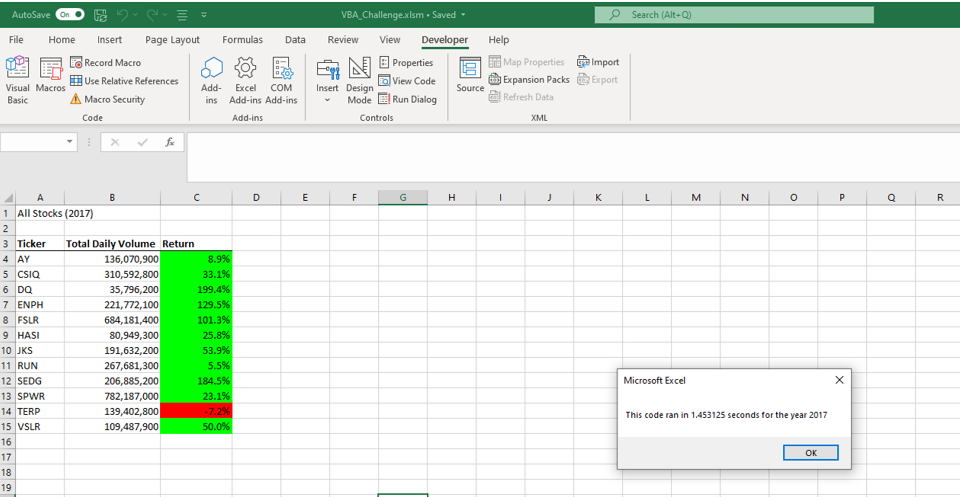 AutoSave On VBA_Challenge.xlsm • Saved Search (Alt+Q)
File Home Insert Page Layout Formulas Data Review View Developer Help
Visual Basic
Macros
Record Macro
Use Relative References
Macro Security
Code
Add-ins
Excel Add-ins
COM Add-ins
Add-ins
Insert
Design Mode
Properties
View Code
Run Dialog
Controls
Source
Map Properties
Expansion Packs
Refresh Data
Import
Export
XML
fx
A B C D E F G H I J K L M N O P Q R
1 All Stocks (2017)
2
3 Ticker Total Daily Volume Return
4 AY 136,070,900 8.9%
5 CSIQ 310,592,800 33.1%
6 DQ 35,796,200 199.4%
7 ENPH 221,772,100 129.5%
8 FSLR 684,181,400 101.3%
9 HASI 80,949,300 25.8%
10 JKS 191,632,200 53.9%
11 RUN 267,681,300 5.5%
12 SEDG 206,885,200 184.5%
13 SPWR 782,187,000 23.1%
14 TERP 139,402,800 -7.2%
15 VSLR 109,487,900 50.0%
16
17
18
19
Microsoft Excel
This code ran in 1.453125 seconds for the year 2017
OK